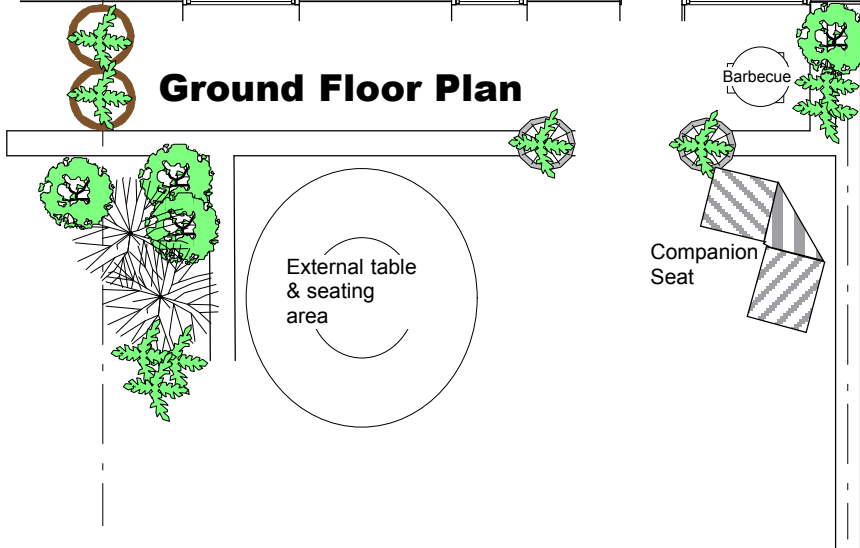 Ground Floor Plan
Barbecue
External table
& seating
area
Companion
Seat